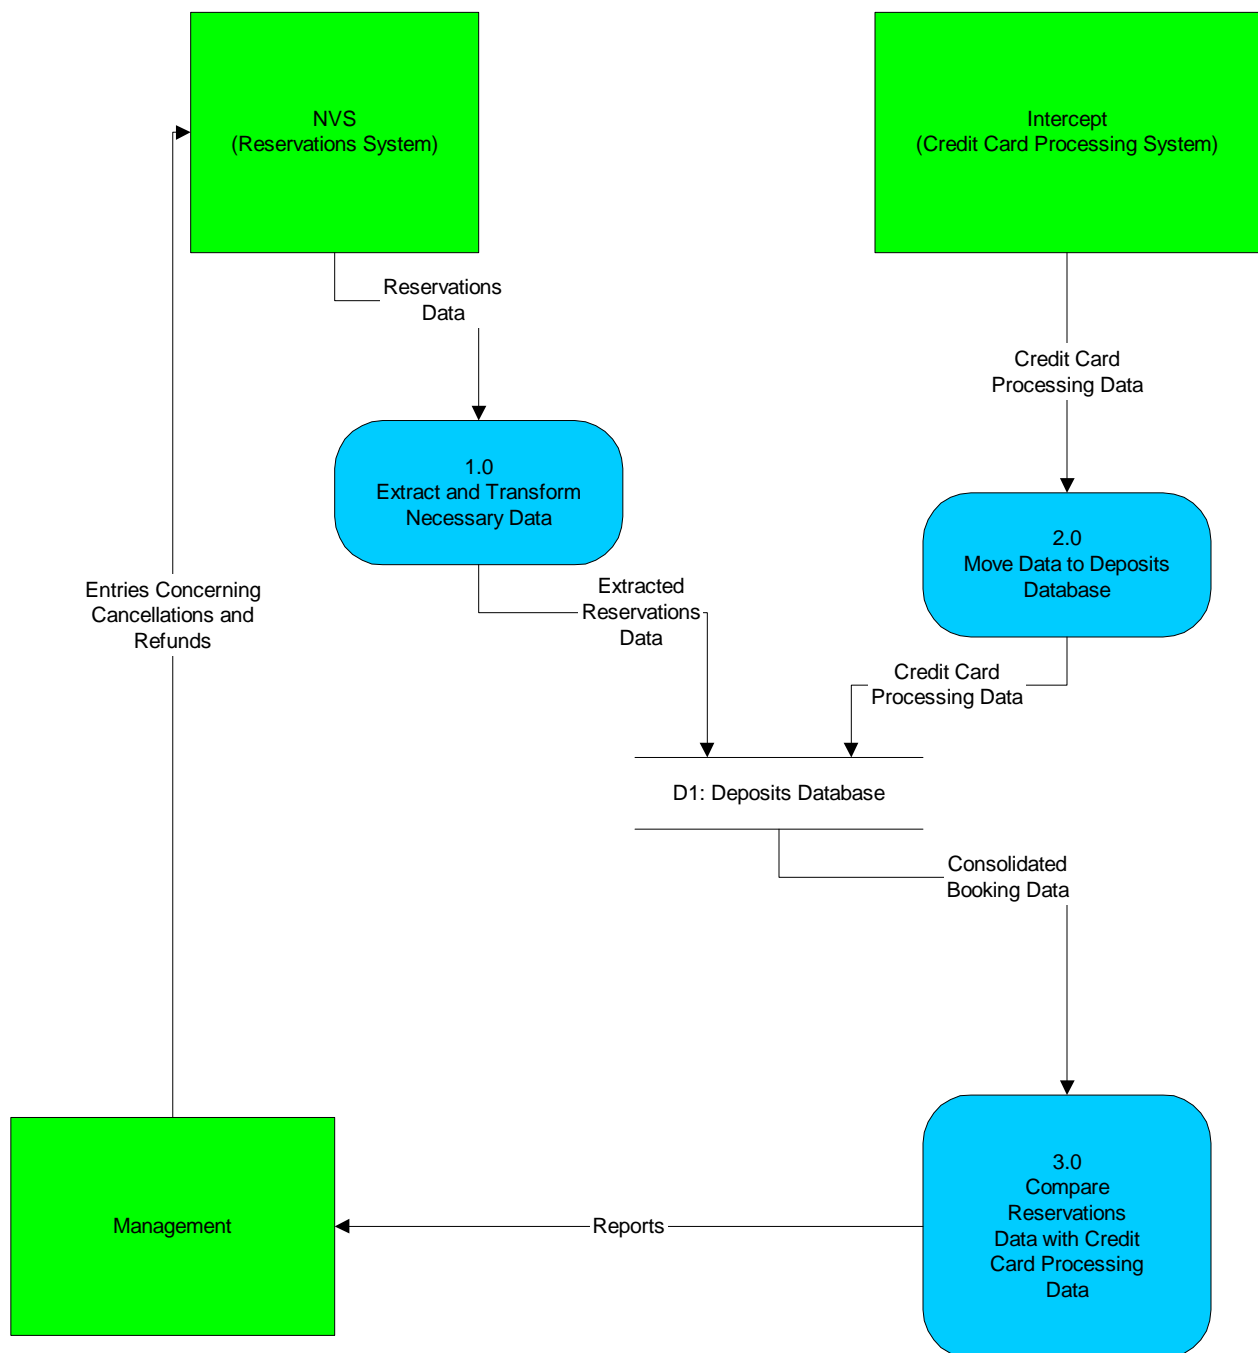 NVS
(Reservations System)
Intercept
(Credit Card Processing System)
Reservations
Data
Credit Card
Processing Data
1.0
Extract and Transform
Necessary Data
2.0
Move Data to Deposits
Database
Entries Concerning
Cancellations and
Refunds
Extracted
Reservations
Data
Credit Card
Processing Data
D1: Deposits Database
Consolidated
Booking Data
Management
Reports
3.0
Compare
Reservations
Data with Credit
Card Processing
Data